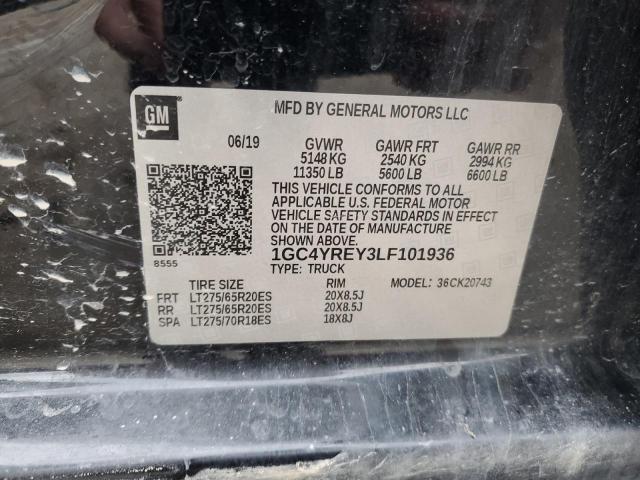 GM
MFD BY GENERAL MOTORS LLC
06/19 GVWR GAWR FRT GAWR RR
5148 KG 2540 KG 2994 KG
11350 LB 5600 LB 6600 LB
THIS VEHICLE CONFORMS TO ALL
APPLICABLE U.S. FEDERAL MOTOR
VEHICLE SAFETY STANDARDS IN EFFECT
ON THE DATE OF MANUFACTURE
SHOWN ABOVE.
8555 1GC4YREY3LF101936
TYPE: TRUCK MODEL: 36CK20743
TIRE SIZE RIM
FRT LT275/65R20ES 20X8.5J
RR LT275/65R20ES 20X8.5J
SPA LT275/70R18ES 18X8J